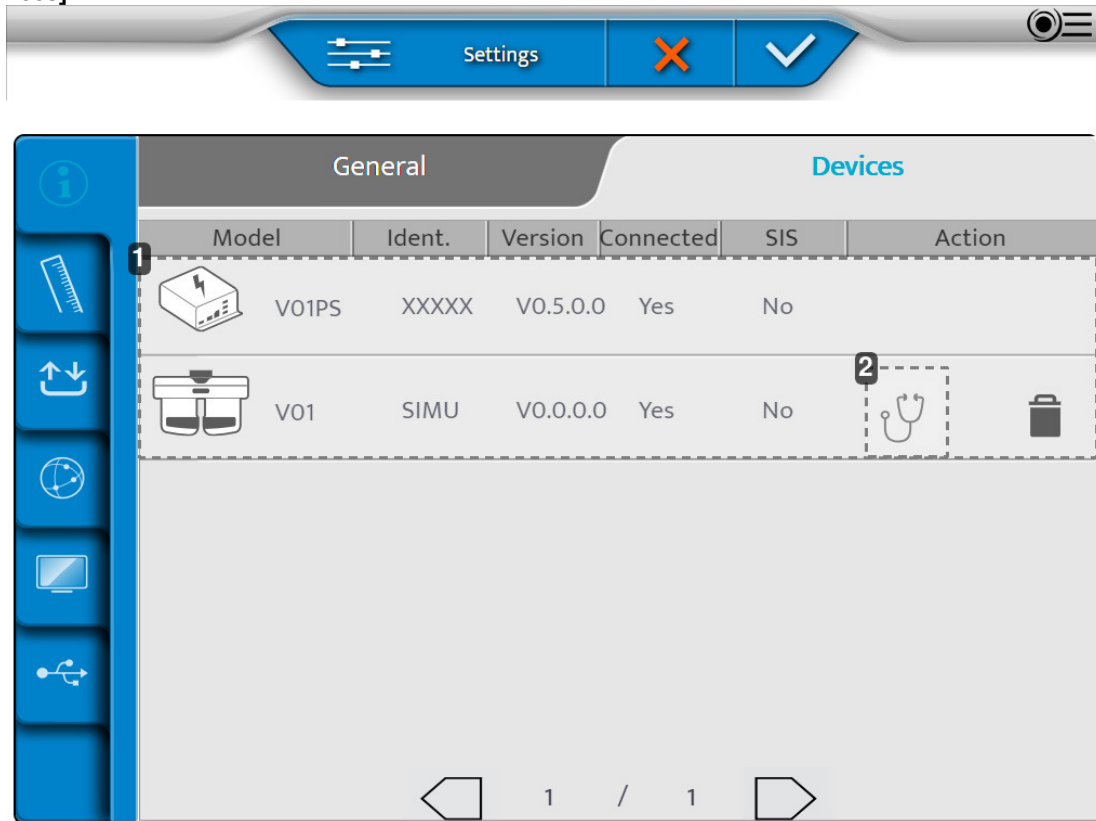 Settings
General Devices
Model Ident. Version Connected SIS Action
1
V01PS XXXXX V0.5.0.0 Yes No
2
V01 SIMU V0.0.0.0 Yes No
1 / 1